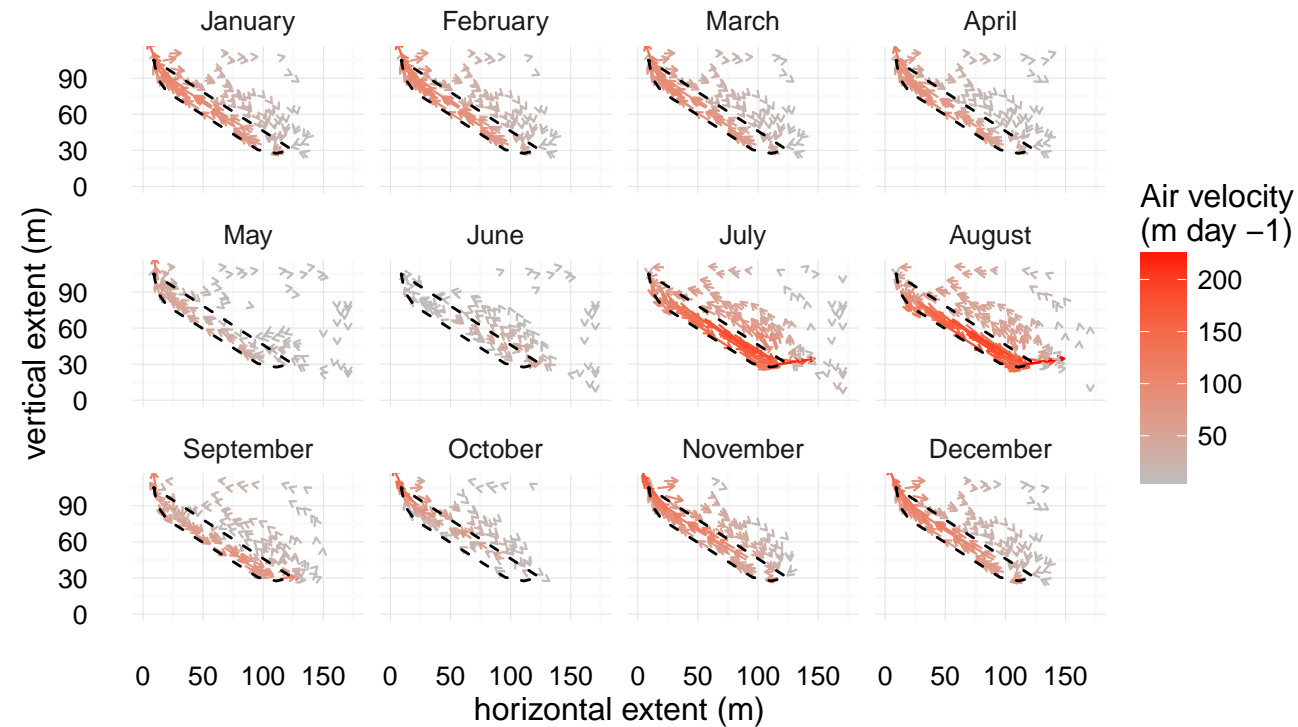 January February March April
90
60
30
0
May June July August
90
60
30
0
September October November December
90
60
30
0
0 50 100 150 0 50 100 150 0 50 100 150 0 50 100 150
horizontal extent (m)
vertical extent (m)
Air velocity
(m day −1)
200
150
100
50